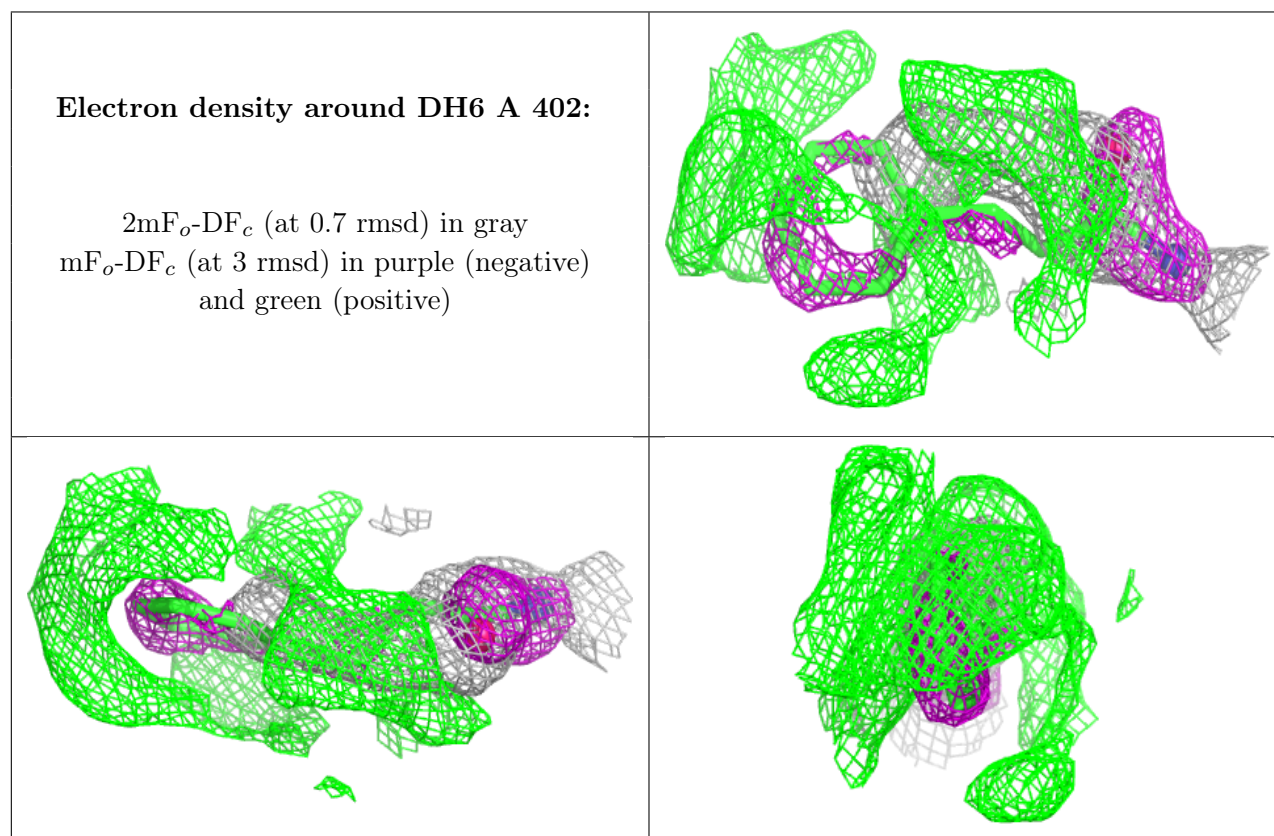 Electron density around DH6 A 402:
2mFo-DFc (at 0.7 rmsd) in gray
mFo-DFc (at 3 rmsd) in purple (negative)
and green (positive)